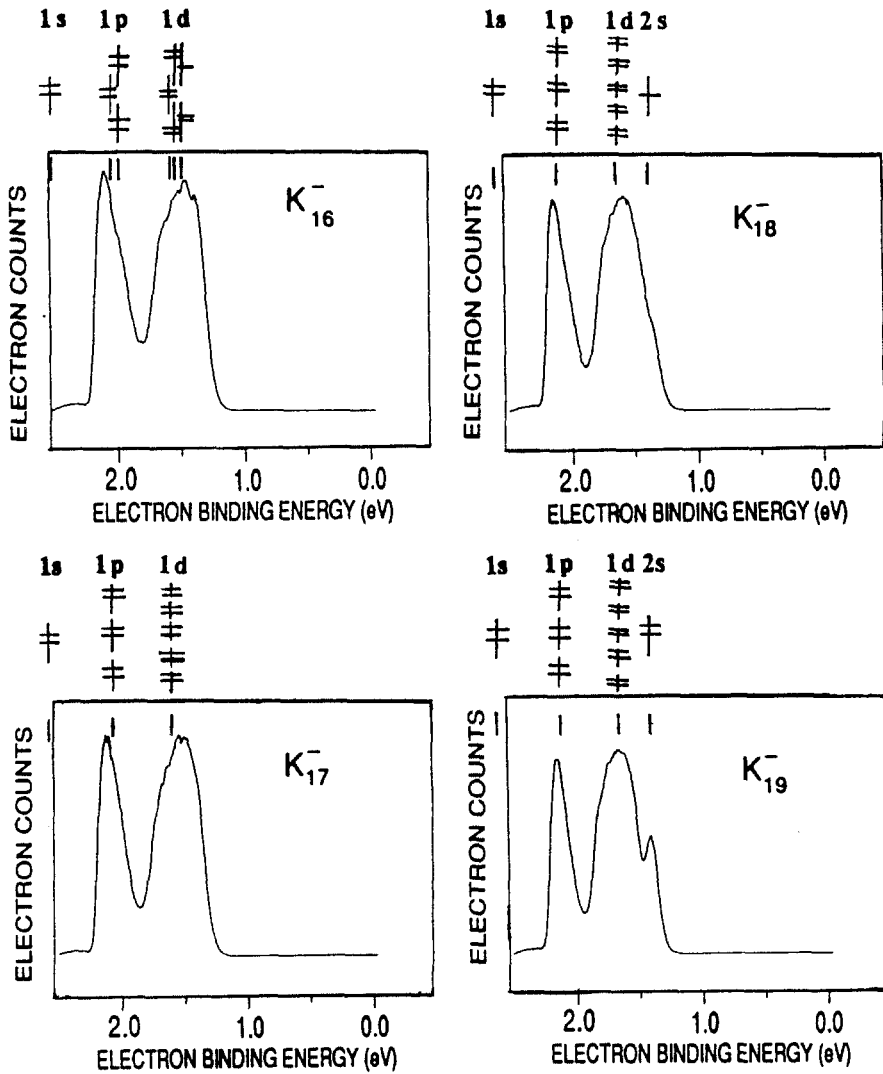 1s 1p 1d
ELECTRON COUNTS
K₁₆⁻
2.0 1.0 0.0
ELECTRON BINDING ENERGY (eV)
1s 1p 1d 2s
ELECTRON COUNTS
K₁₈⁻
2.0 1.0 0.0
ELECTRON BINDING ENERGY (eV)
1s 1p 1d
ELECTRON COUNTS
K₁₇⁻
2.0 1.0 0.0
ELECTRON BINDING ENERGY (eV)
1s 1p 1d 2s
ELECTRON COUNTS
K₁₉⁻
2.0 1.0 0.0
ELECTRON BINDING ENERGY (eV)